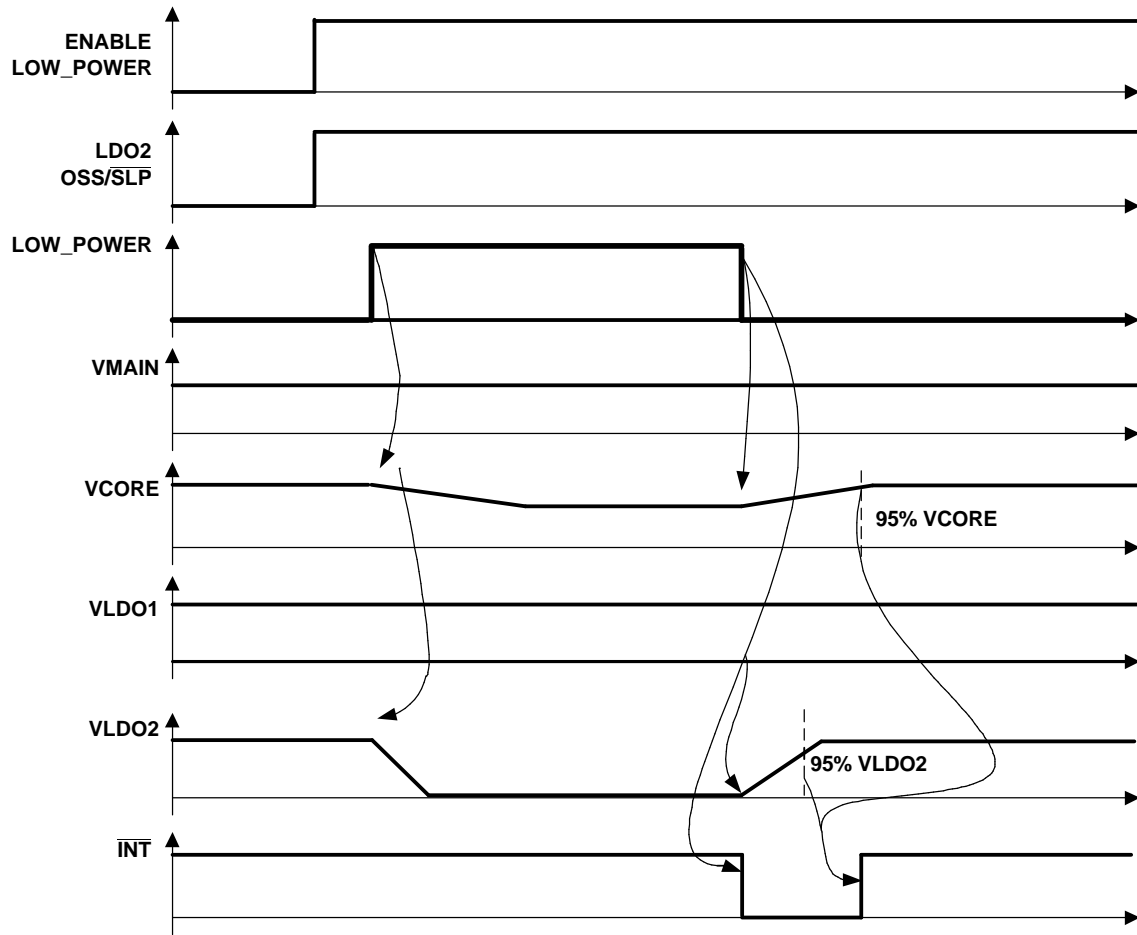 ENABLE
LOW_POWER
LDO2
OSS/SLP
LOW_POWER
VMAIN
VCORE
95% VCORE
VLDO1
VLDO2
95% VLDO2
INT